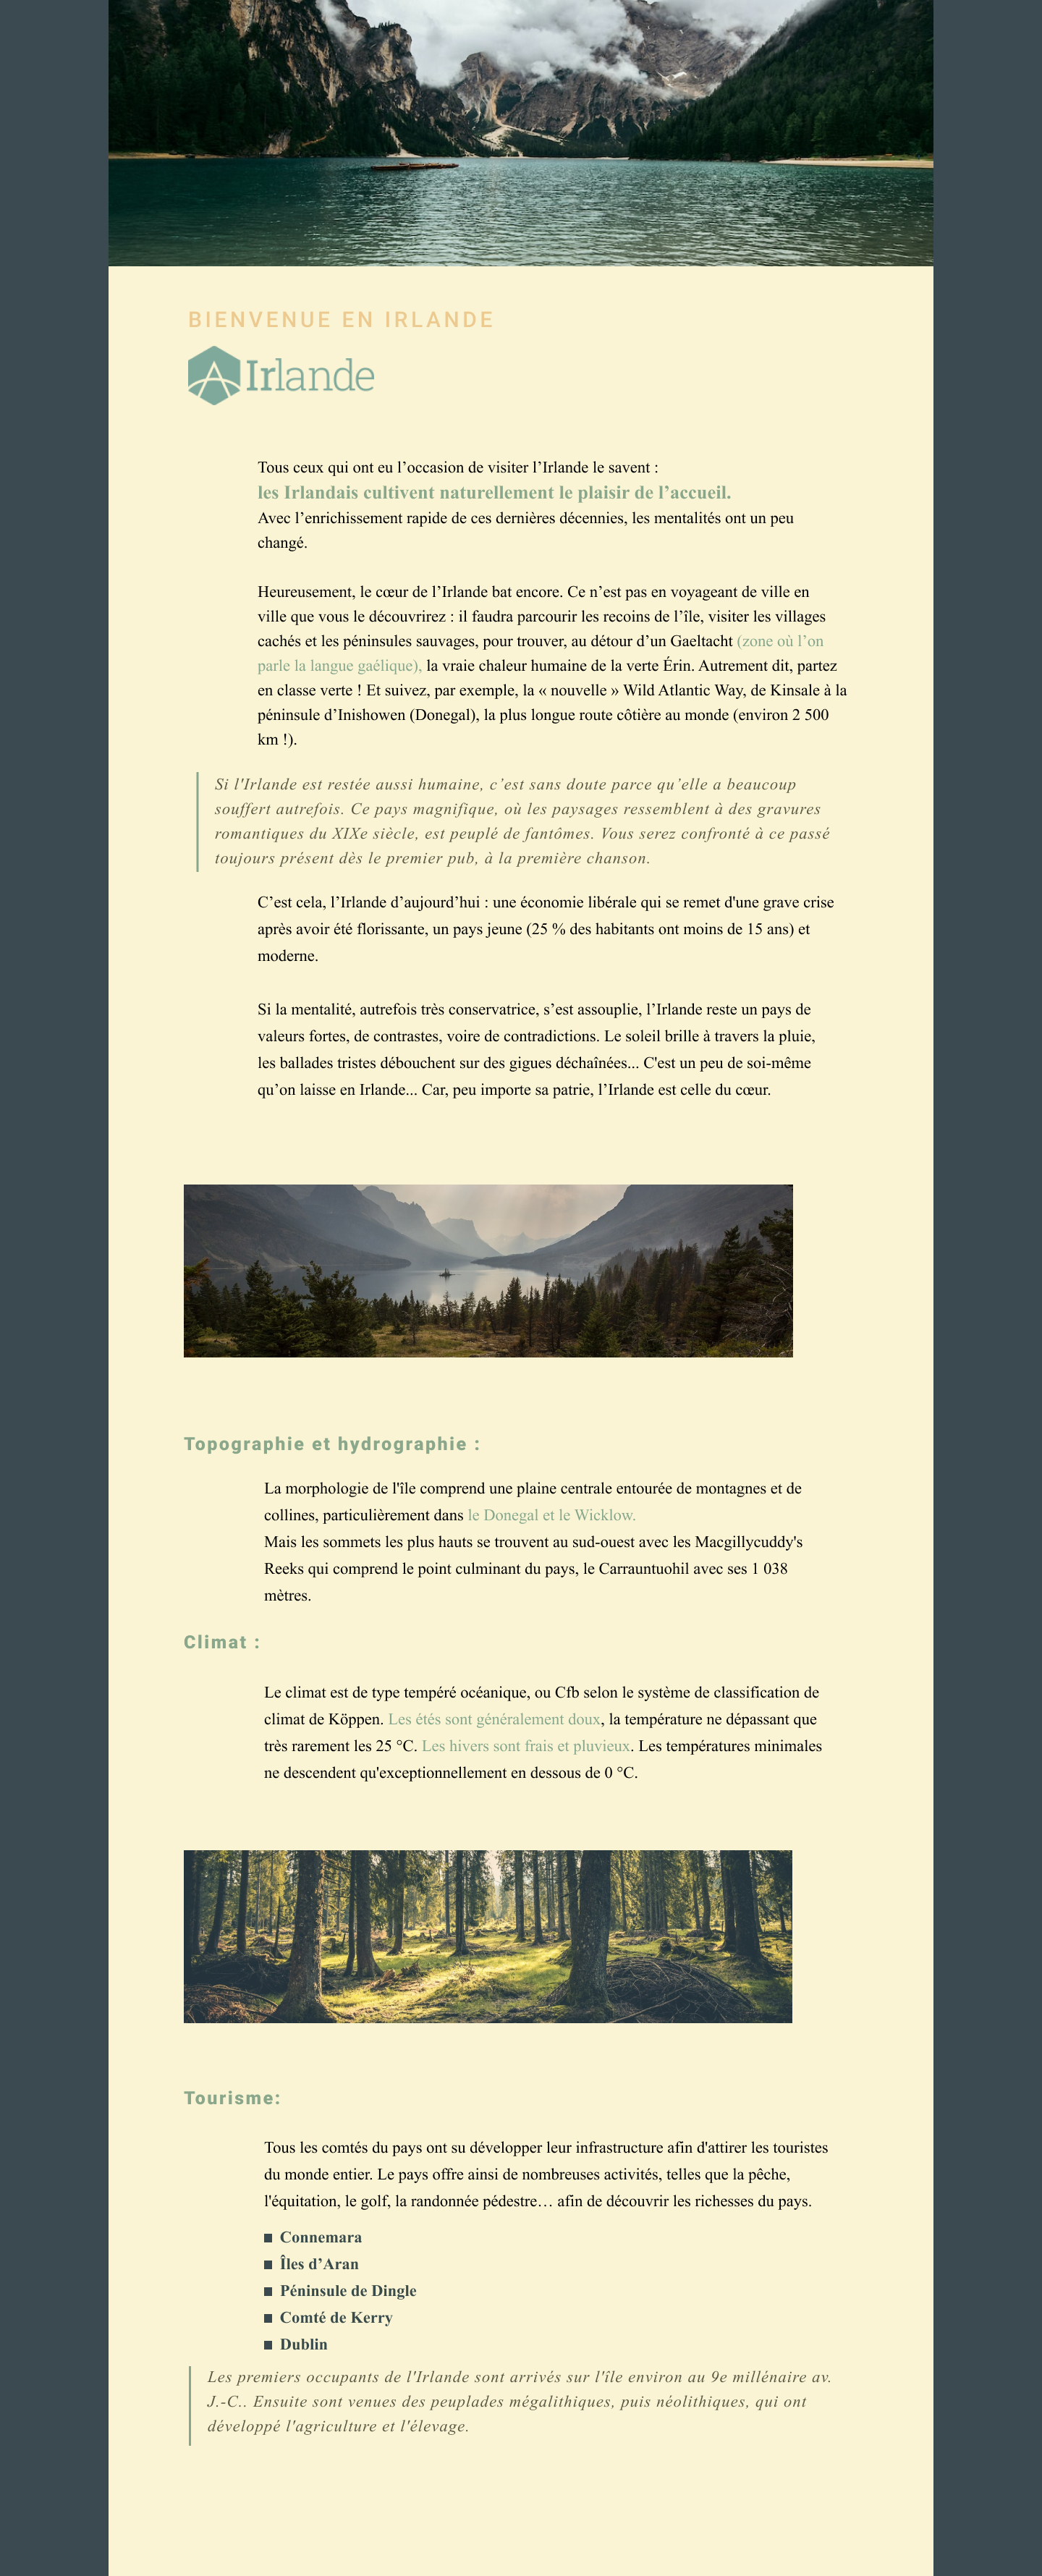 BIENVENUE EN IRLANDE
Irlande
Tous ceux qui ont eu l’occasion de visiter l’Irlande le savent :
les Irlandais cultivent naturellement le plaisir de l’accueil.
Avec l’enrichissement rapide de ces dernières décennies, les mentalités ont un peu
changé.
Heureusement, le cœur de l’Irlande bat encore. Ce n’est pas en voyageant de ville en
ville que vous le découvrirez : il faudra parcourir les recoins de l’île, visiter les villages
cachés et les péninsules sauvages, pour trouver, au détour d’un Gaeltacht (zone où l’on
parle la langue gaélique), la vraie chaleur humaine de la verte Érin. Autrement dit, partez
en classe verte ! Et suivez, par exemple, la « nouvelle » Wild Atlantic Way, de Kinsale à la
péninsule d’Inishowen (Donegal), la plus longue route côtière au monde (environ 2 500
km !).
Si l'Irlande est restée aussi humaine, c’est sans doute parce qu’elle a beaucoup
souffert autrefois. Ce pays magnifique, où les paysages ressemblent à des gravures
romantiques du XIXe siècle, est peuplé de fantômes. Vous serez confronté à ce passé
toujours présent dès le premier pub, à la première chanson.
C’est cela, l’Irlande d’aujourd’hui : une économie libérale qui se remet d'une grave crise
après avoir été florissante, un pays jeune (25 % des habitants ont moins de 15 ans) et
moderne.
Si la mentalité, autrefois très conservatrice, s’est assouplie, l’Irlande reste un pays de
valeurs fortes, de contrastes, voire de contradictions. Le soleil brille à travers la pluie,
les ballades tristes débouchent sur des gigues déchaînées... C'est un peu de soi-même
qu’on laisse en Irlande... Car, peu importe sa patrie, l’Irlande est celle du cœur.
Topographie et hydrographie :
La morphologie de l'île comprend une plaine centrale entourée de montagnes et de
collines, particulièrement dans le Donegal et le Wicklow.
Mais les sommets les plus hauts se trouvent au sud-ouest avec les Macgillycuddy's
Reeks qui comprend le point culminant du pays, le Carrauntuohil avec ses 1 038
mètres.
Climat :
Le climat est de type tempéré océanique, ou Cfb selon le système de classification de
climat de Köppen. Les étés sont généralement doux, la température ne dépassant que
très rarement les 25 °C. Les hivers sont frais et pluvieux. Les températures minimales
ne descendent qu'exceptionnellement en dessous de 0 °C.
Tourisme:
Tous les comtés du pays ont su développer leur infrastructure afin d'attirer les touristes
du monde entier. Le pays offre ainsi de nombreuses activités, telles que la pêche,
l'équitation, le golf, la randonnée pédestre… afin de découvrir les richesses du pays.
■ Connemara
■ Îles d’Aran
■ Péninsule de Dingle
■ Comté de Kerry
■ Dublin
Les premiers occupants de l'Irlande sont arrivés sur l'île environ au 9e millénaire av.
J.-C.. Ensuite sont venues des peuplades mégalithiques, puis néolithiques, qui ont
développé l'agriculture et l'élevage.